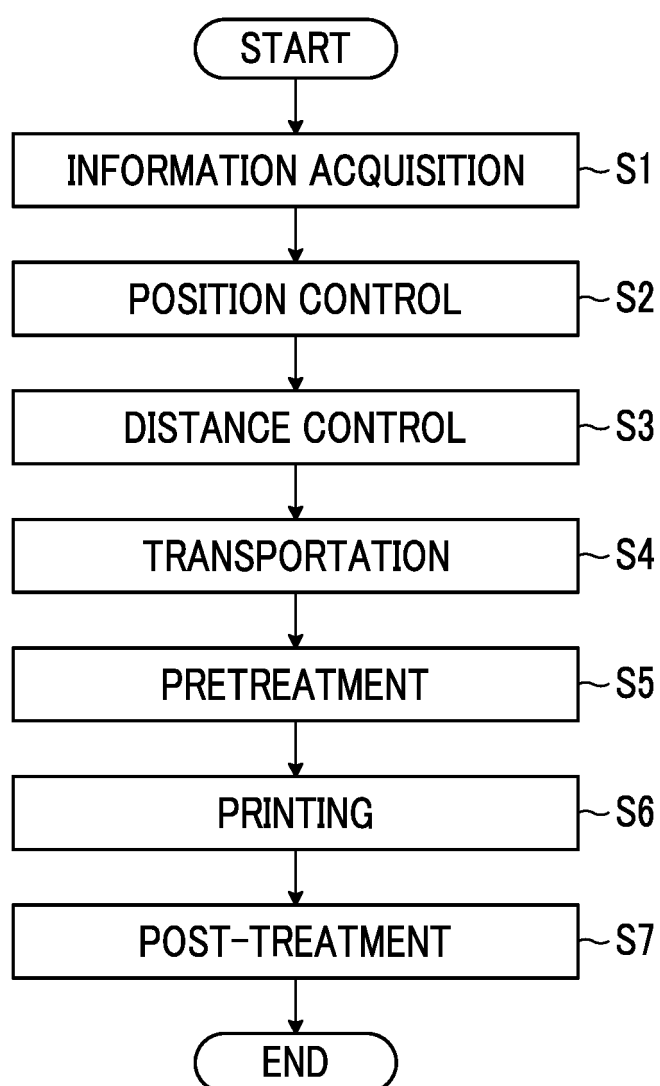 START
INFORMATION ACQUISITION S1
POSITION CONTROL S2
DISTANCE CONTROL S3
TRANSPORTATION S4
PRETREATMENT S5
PRINTING S6
POST-TREATMENT S7
END